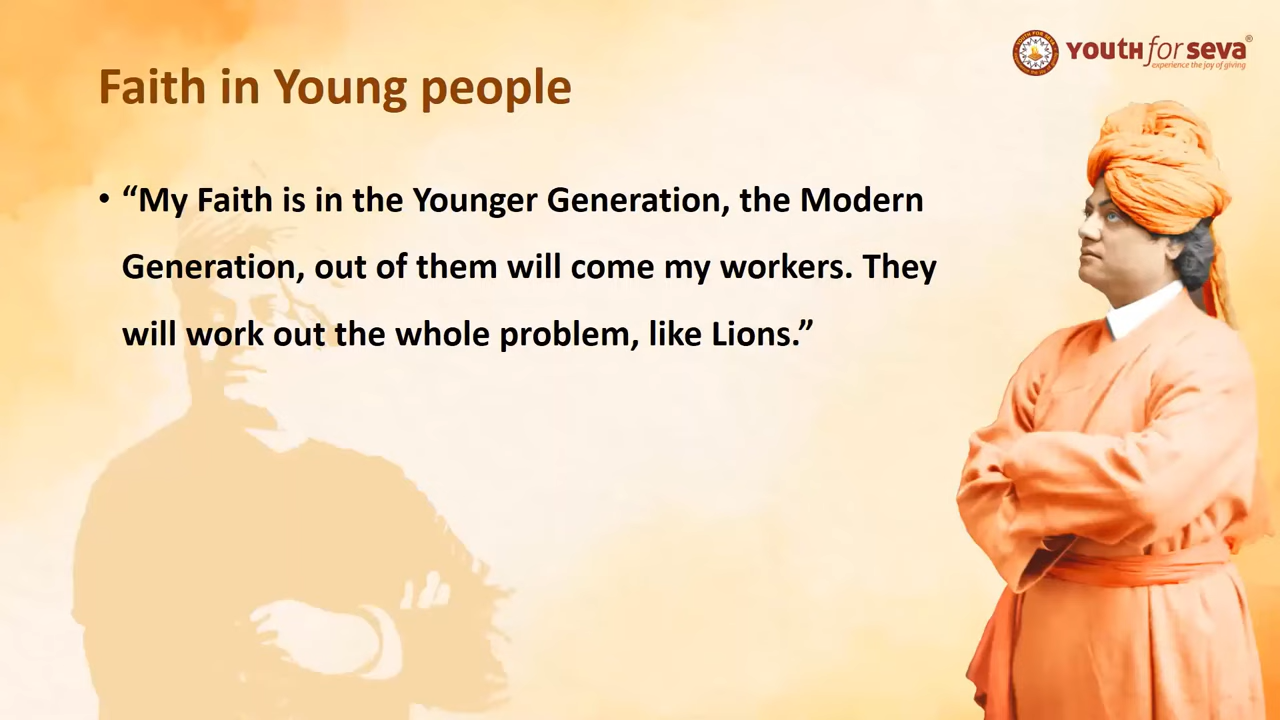 YOUTH for SEVA®
experience the joy of giving
Faith in Young people
• “My Faith is in the Younger Generation, the Modern
Generation, out of them will come my workers. They
will work out the whole problem, like Lions.”